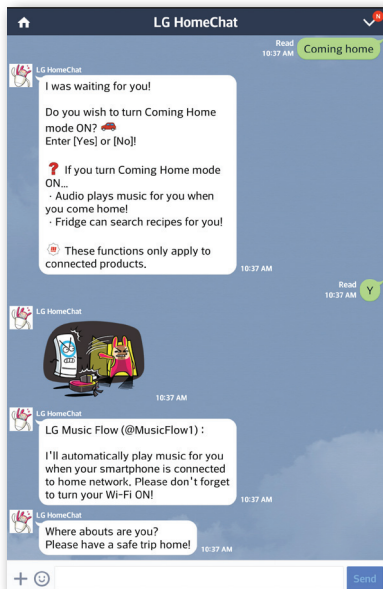 LG HomeChat
N
Read
10:37 AM
Coming home
LG HomeChat
I was waiting for you!
Do you wish to turn Coming Home
mode ON?
Enter [Yes] or [No]!
❓ If you turn Coming Home mode
ON...
· Audio plays music for you when
you come home!
· Fridge can search recipes for you!
!!! These functions only apply to
connected products.
10:37 AM
Read
10:37 AM
Y
LG HomeChat
10:37 AM
LG HomeChat
LG Music Flow (@MusicFlow1) :
I'll automatically play music for you
when your smartphone is connected
to home network. Please don't forget
to turn your Wi-Fi ON!
10:37 AM
LG HomeChat
Where abouts are you?
Please have a safe trip home!
10:37 AM
Send